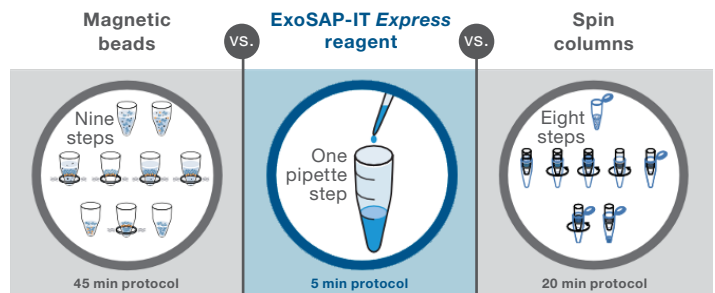 Magnetic
beads
vs.
ExoSAP-IT Express
reagent
vs.
Spin
columns
Nine
steps
One
pipette
step
Eight
steps
45 min protocol
5 min protocol
20 min protocol